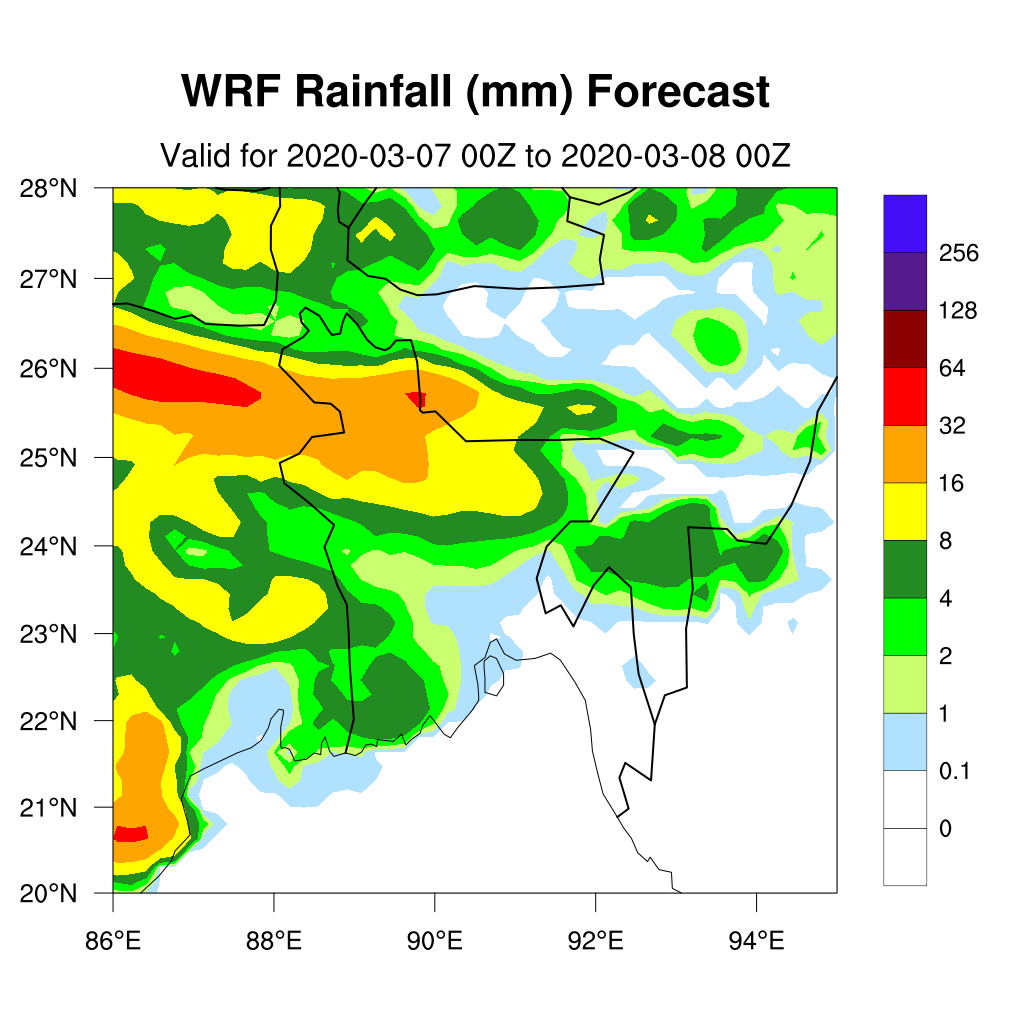 WRF Rainfall (mm) Forecast
Valid for 2020-03-07 00Z to 2020-03-08 00Z
28°N
27°N
26°N
25°N
24°N
23°N
22°N
21°N
20°N
86°E
88°E
90°E
92°E
94°E
256
128
64
32
16
8
4
2
1
0.1
0